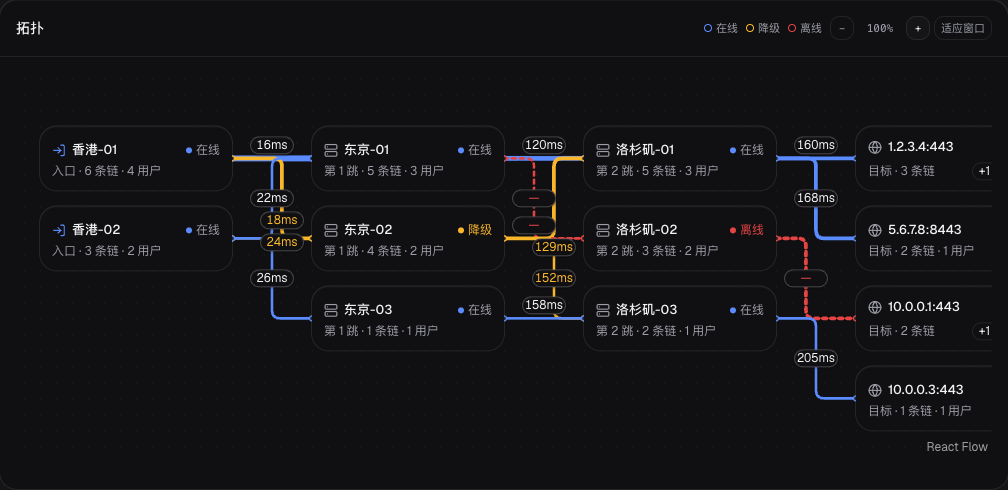 拓扑
在线 降级 离线 − 100% + 适应窗口
香港-01 在线
入口 · 6 条链 · 4 用户
香港-02 在线
入口 · 3 条链 · 2 用户
16ms
22ms
18ms
24ms
26ms
东京-01 在线
第 1 跳 · 5 条链 · 3 用户
东京-02 降级
第 1 跳 · 4 条链 · 2 用户
东京-03 在线
第 1 跳 · 1 条链 · 1 用户
120ms
—
—
129ms
152ms
158ms
洛杉矶-01 在线
第 2 跳 · 5 条链 · 3 用户
洛杉矶-02 离线
第 2 跳 · 3 条链 · 2 用户
洛杉矶-03 在线
第 2 跳 · 2 条链 · 1 用户
160ms
168ms
—
205ms
1.2.3.4:443
目标 · 3 条链 +1
5.6.7.8:8443
目标 · 2 条链 · 1 用户
10.0.0.1:443
目标 · 2 条链 +1
10.0.0.3:443
目标 · 1 条链 · 1 用户
React Flow